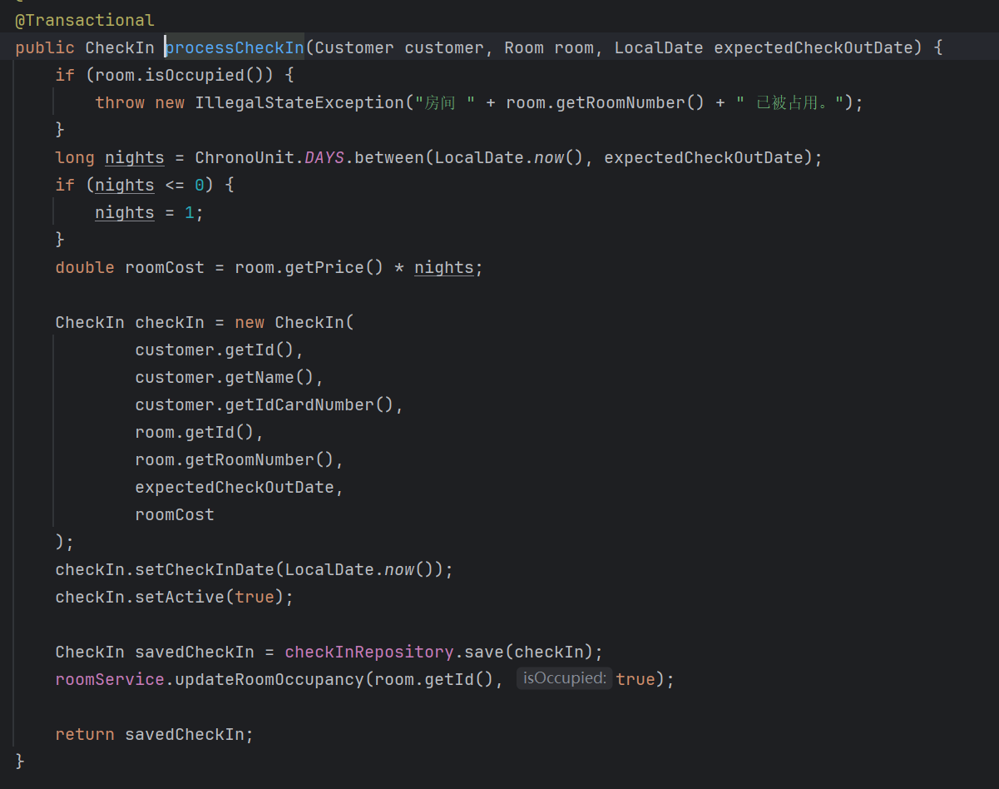 @Transactional
public CheckIn processCheckIn(Customer customer, Room room, LocalDate expectedCheckOutDate) {
    if (room.isOccupied()) {
        throw new IllegalStateException("房间 " + room.getRoomNumber() + " 已被占用。");
    }
    long nights = ChronoUnit.DAYS.between(LocalDate.now(), expectedCheckOutDate);
    if (nights <= 0) {
        nights = 1;
    }
    double roomCost = room.getPrice() * nights;

    CheckIn checkIn = new CheckIn(
            customer.getId(),
            customer.getName(),
            customer.getIdCardNumber(),
            room.getId(),
            room.getRoomNumber(),
            expectedCheckOutDate,
            roomCost
    );
    checkIn.setCheckInDate(LocalDate.now());
    checkIn.setActive(true);

    CheckIn savedCheckIn = checkInRepository.save(checkIn);
    roomService.updateRoomOccupancy(room.getId(), isOccupied: true);

    return savedCheckIn;
}